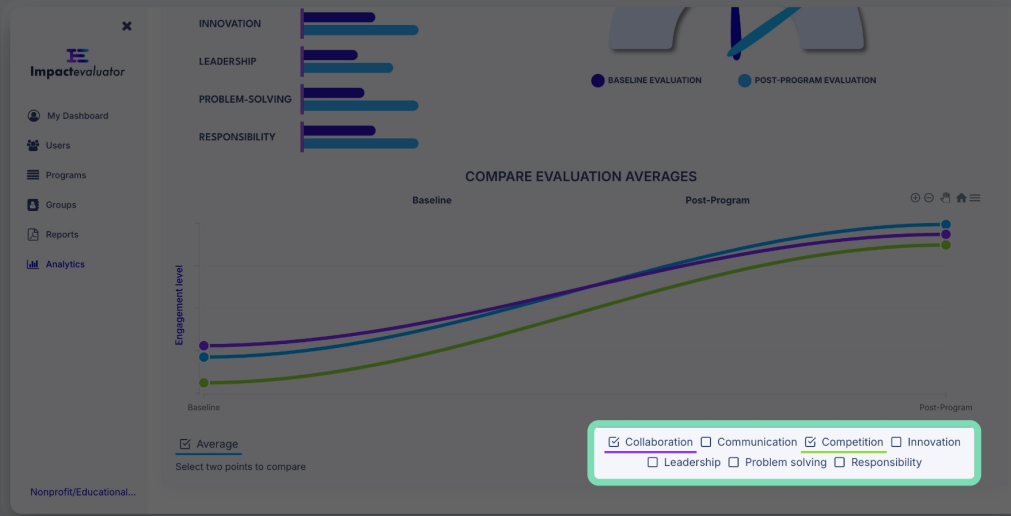 Impactevaluator
My Dashboard
Users
Programs
Groups
Reports
Analytics
Nonprofit/Educational...
INNOVATION
LEADERSHIP
PROBLEM-SOLVING
RESPONSIBILITY
BASELINE EVALUATION POST-PROGRAM EVALUATION
COMPARE EVALUATION AVERAGES
Baseline Post-Program
Engagement level
Baseline Post-Program
Average
Select two points to compare
Collaboration Communication Competition Innovation
Leadership Problem solving Responsibility